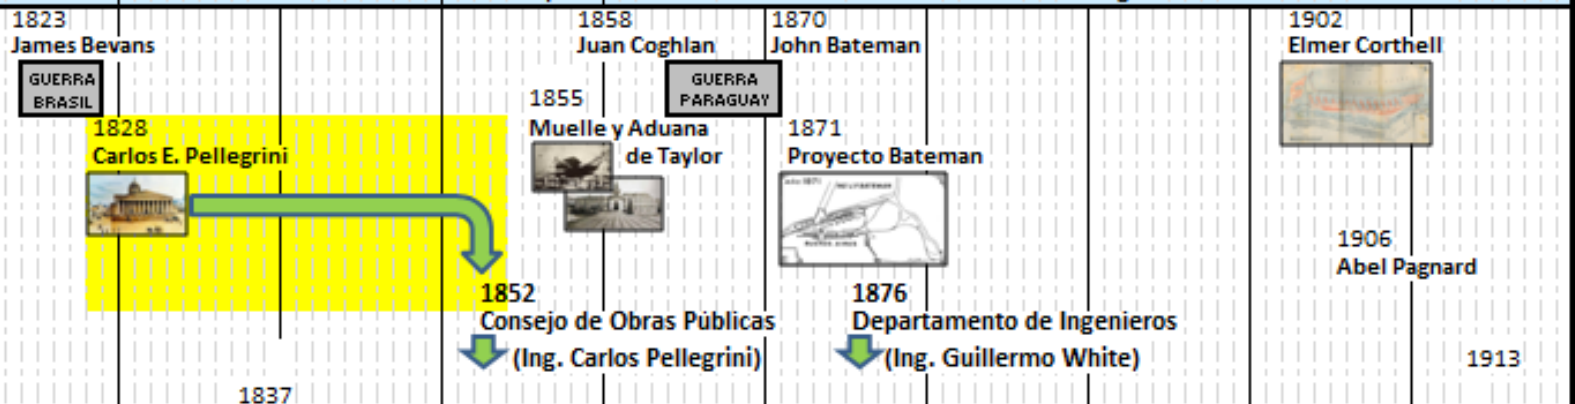 1823
James Bevans
GUERRA
BRASIL
1828
Carlos E. Pellegrini
1837
1852
Consejo de Obras Públicas
(Ing. Carlos Pellegrini)
1855
Muelle y Aduana
de Taylor
1858
Juan Coghlan
GUERRA
PARAGUAY
1870
John Bateman
1871
Proyecto Bateman
BUENOS AIRES
1876
Departamento de Ingenieros
(Ing. Guillermo White)
1902
Elmer Corthell
1906
Abel Pagnard
1913